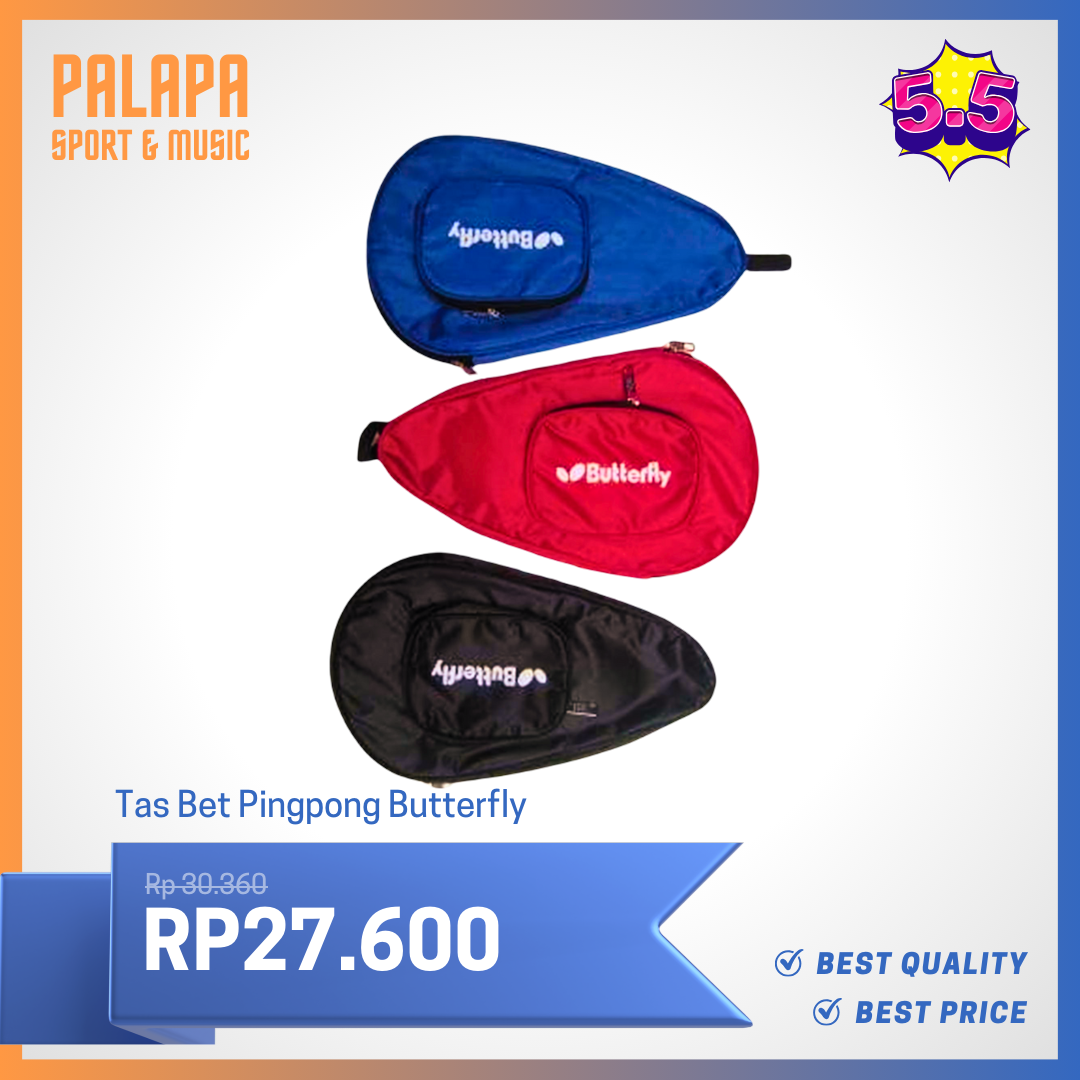 PALAPA
SPORT & MUSIC
5.5
Butterfly
Butterfly
Butterfly
Tas Bet Pingpong Butterfly
Rp 30.360
RP27.600
BEST QUALITY
BEST PRICE